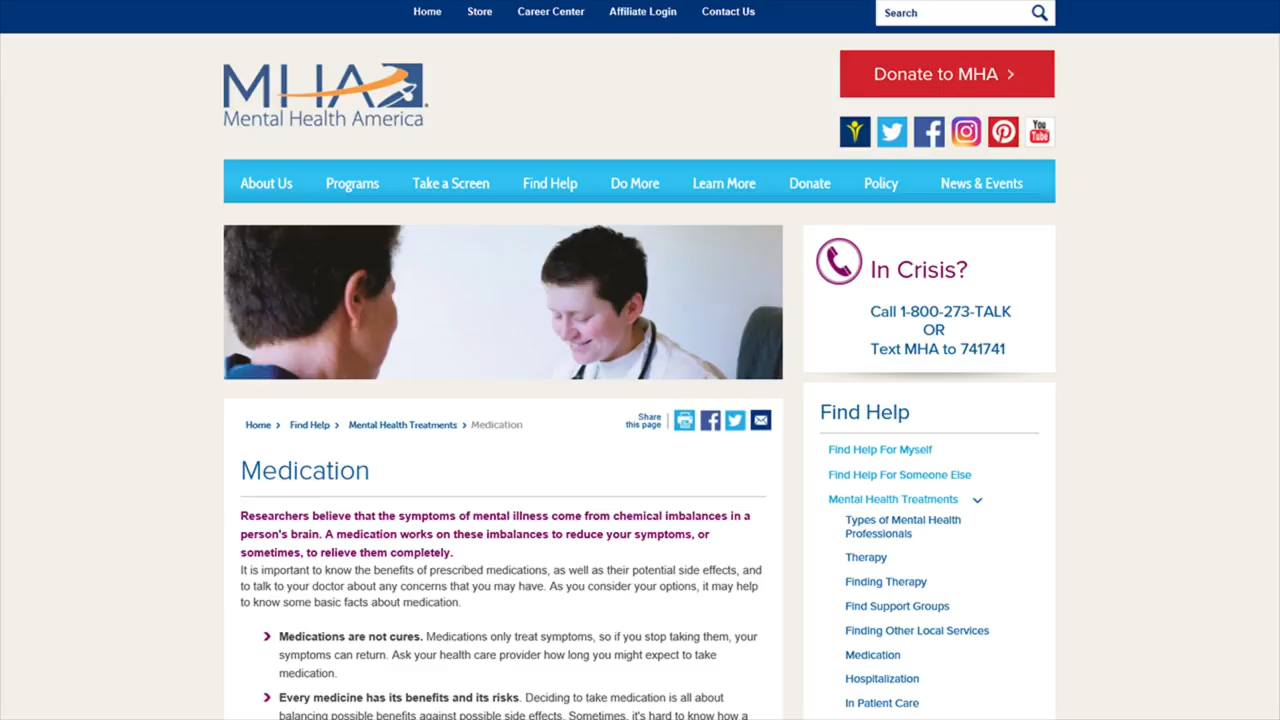 Home Store Career Center Affiliate Login Contact Us Search
MHA
Mental Health America
Donate to MHA >
You
Tube
About Us Programs Take a Screen Find Help Do More Learn More Donate Policy News & Events
In Crisis?
Call 1-800-273-TALK
OR
Text MHA to 741741
Home > Find Help > Mental Health Treatments > Medication
Share
this page
Medication
Researchers believe that the symptoms of mental illness come from chemical imbalances in a
person's brain. A medication works on these imbalances to reduce your symptoms, or
sometimes, to relieve them completely.
It is important to know the benefits of prescribed medications, as well as their potential side effects, and
to talk to your doctor about any concerns that you may have. As you consider your options, it may help
to know some basic facts about medication.
Medications are not cures. Medications only treat symptoms, so if you stop taking them, your
symptoms can return. Ask your health care provider how long you might expect to take
medication.
Every medicine has its benefits and its risks. Deciding to take medication is all about
balancing possible benefits against possible side effects. Sometimes, it's hard to know how a
Find Help
Find Help For Myself
Find Help For Someone Else
Mental Health Treatments
Types of Mental Health
Professionals
Therapy
Finding Therapy
Find Support Groups
Finding Other Local Services
Medication
Hospitalization
In Patient Care